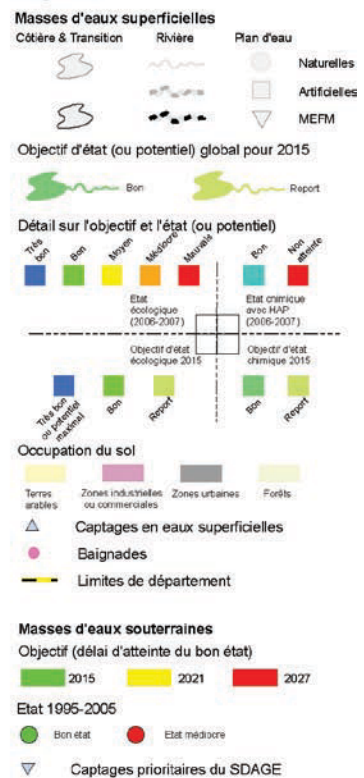 Masses d'eaux superficielles
Côtière & Transition Rivière Plan d'eau
Naturelles
Artificielles
MEFM
Objectif d'état (ou potentiel) global pour 2015
Bon Report
Détail sur l'objectif et l'état (ou potentiel)
Très bon Bon Moyen Médiocre Mauvais Bon Non atteinte
Etat écologique (2006-2007)
Etat chimique avec HAP (2006-2007)
Objectif d'état écologique 2015
Objectif d'état chimique 2015
Très bon ou potentiel maximal Bon Report Bon Report
Occupation du sol
Terres arables
Zones industrielles ou commerciales
Zones urbaines
Forêts
Captages en eaux superficielles
Baignades
Limites de département
Masses d'eaux souterraines
Objectif (délai d'atteinte du bon état)
2015 2021 2027
Etat 1995-2005
Bon état Etat médiocre
Captages prioritaires du SDAGE